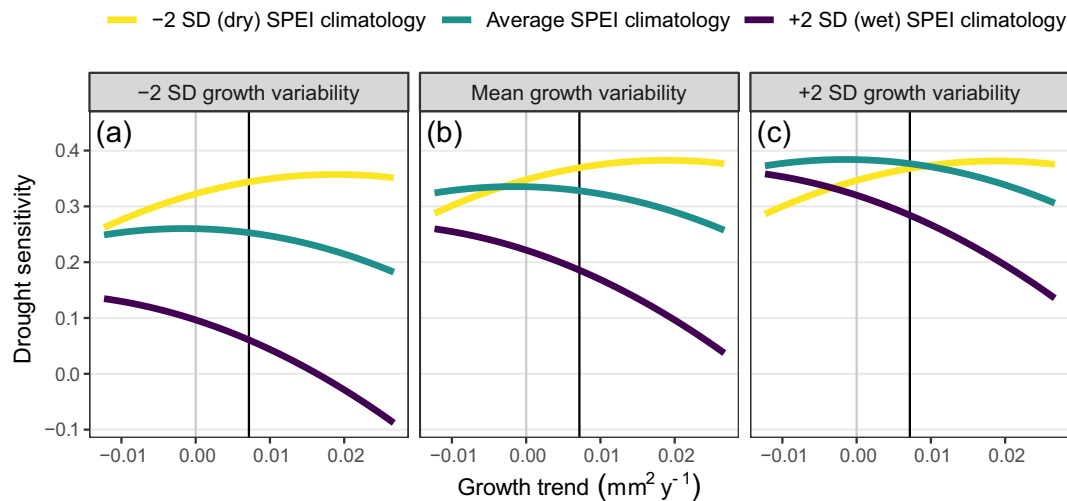 −2 SD (dry) SPEI climatology Average SPEI climatology +2 SD (wet) SPEI climatology
−2 SD growth variability Mean growth variability +2 SD growth variability
(a) (b) (c)
0.4
0.3
0.2
0.1
0.0
−0.1
Drought sensitivity
−0.01 0.00 0.01 0.02 −0.01 0.00 0.01 0.02 −0.01 0.00 0.01 0.02
Growth trend (mm² y⁻¹)